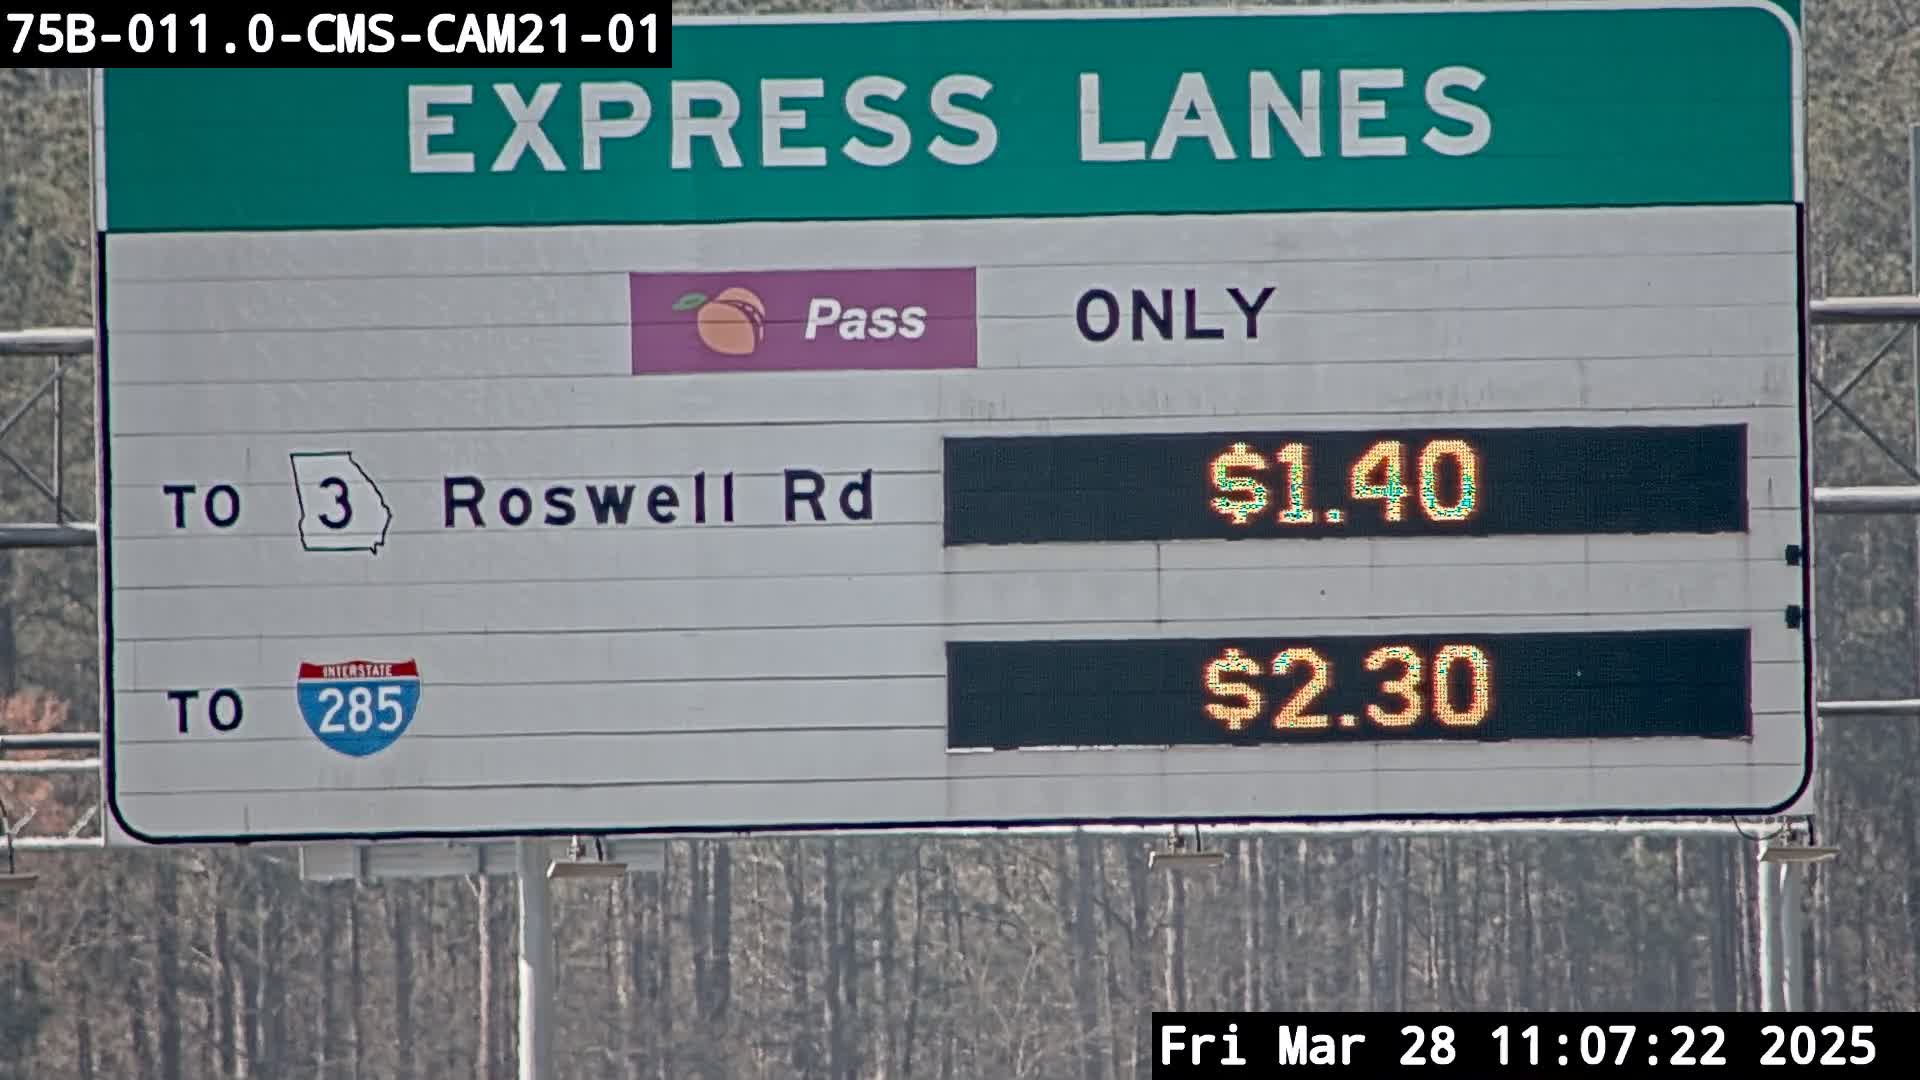 75B-011.0-CMS-CAM21-01
EXPRESS LANES
Pass ONLY
TO 3 Roswell Rd $1.40
TO INTERSTATE 285 $2.30
Fri Mar 28 11:07:22 2025